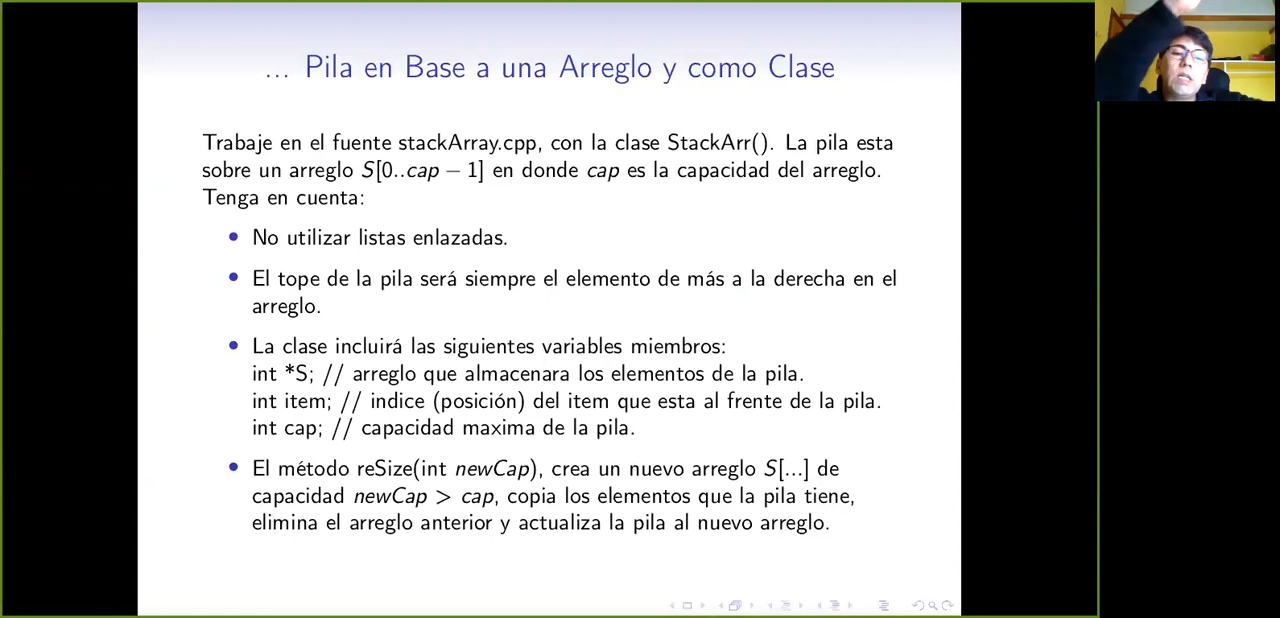 ... Pila en Base a una Arreglo y como Clase
Trabaje en el fuente stackArray.cpp, con la clase StackArr(). La pila esta
sobre un arreglo S[0..cap − 1] en donde cap es la capacidad del arreglo.
Tenga en cuenta:
• No utilizar listas enlazadas.
• El tope de la pila será siempre el elemento de más a la derecha en el
arreglo.
• La clase incluirá las siguientes variables miembros:
int *S; // arreglo que almacenara los elementos de la pila.
int item; // indice (posición) del item que esta al frente de la pila.
int cap; // capacidad maxima de la pila.
• El método reSize(int newCap), crea un nuevo arreglo S[...] de
capacidad newCap > cap, copia los elementos que la pila tiene,
elimina el arreglo anterior y actualiza la pila al nuevo arreglo.